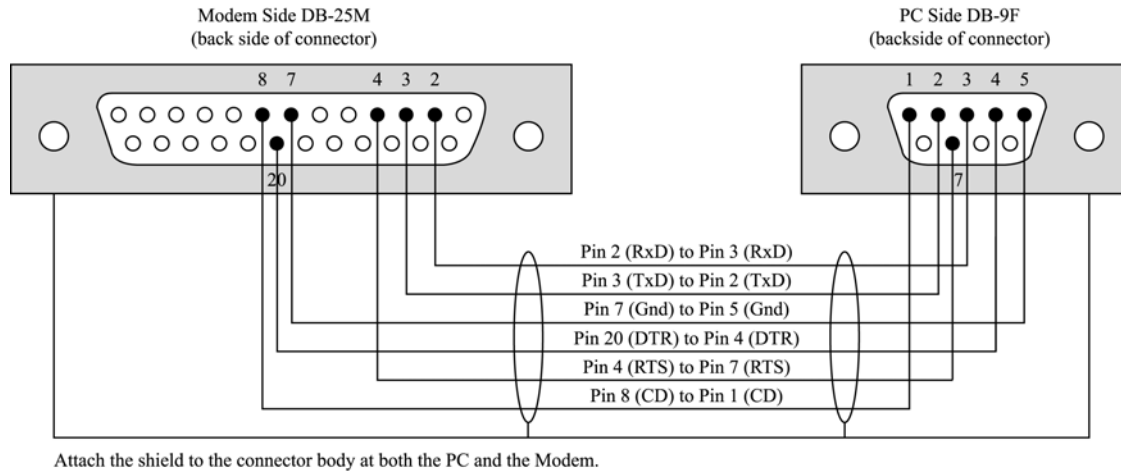 Modem Side DB-25M
(back side of connector)
PC Side DB-9F
(backside of connector)
8 7 4 3 2
1 2 3 4 5
20
7
Pin 2 (RxD) to Pin 3 (RxD)
Pin 3 (TxD) to Pin 2 (TxD)
Pin 7 (Gnd) to Pin 5 (Gnd)
Pin 20 (DTR) to Pin 4 (DTR)
Pin 4 (RTS) to Pin 7 (RTS)
Pin 8 (CD) to Pin 1 (CD)
Attach the shield to the connector body at both the PC and the Modem.